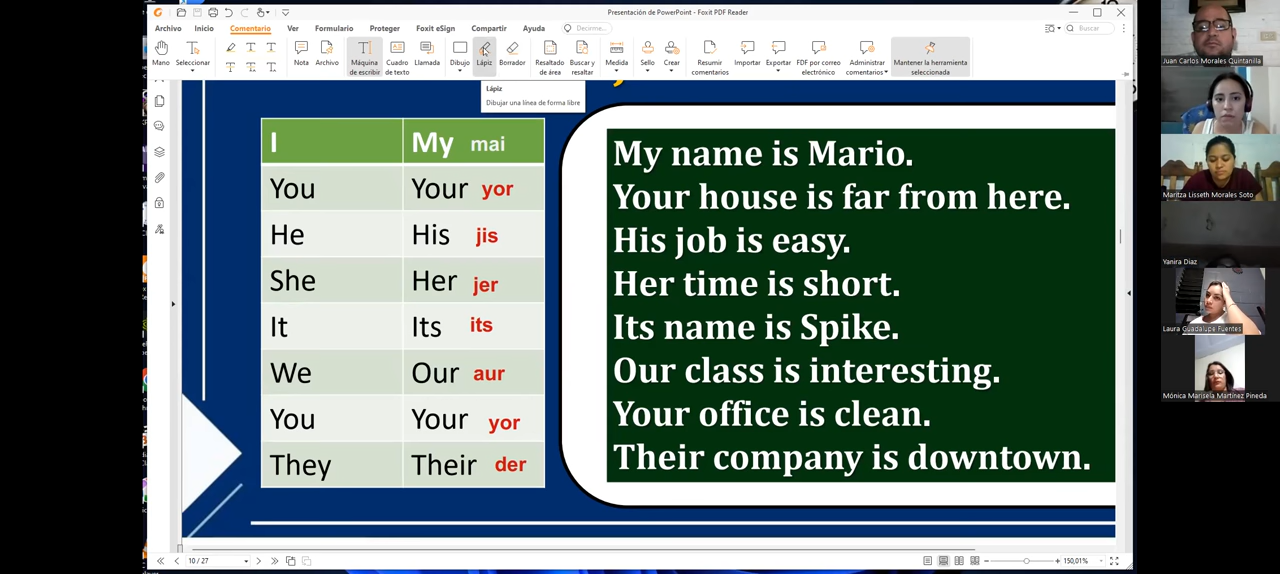 Presentación de PowerPoint - Foxit PDF Reader
Archivo Inicio Comentario Ver Formulario Proteger Foxit eSign Compartir Ayuda Decirme... Buscar
Mano Seleccionar Nota Archivo Máquina de escribir Cuadro de texto Llamada Dibujo Lápiz Borrador Resaltado de área Buscar y resaltar Medida Sello Crear Resumir comentarios Importar Exportar PDF por correo electrónico Administrar comentarios Mantener la herramienta seleccionada
Lápiz
Dibujar una línea de forma libre
I My mai
You Your yor
He His jis
She Her jer
It Its its
We Our aur
You Your yor
They Their der
My name is Mario.
Your house is far from here.
His job is easy.
Her time is short.
Its name is Spike.
Our class is interesting.
Your office is clean.
Their company is downtown.
10 / 27
150,01%
Juan Carlos Morales Quintanilla
Maritza Lisseth Morales Soto
Yanira Diaz
Laura Guadalupe Fuentes
Mónica Marisela Martínez Pineda